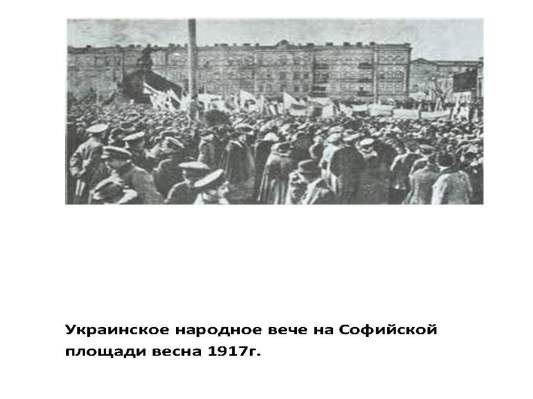 Украинское народное вече на Софийской
площади весна 1917г.